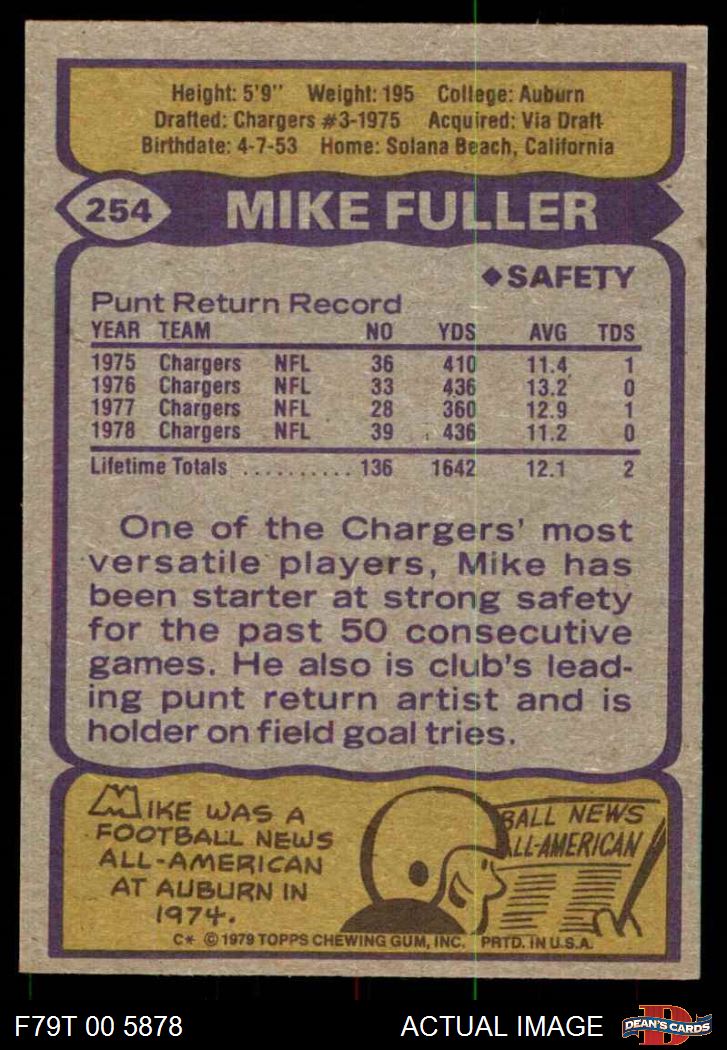 Height: 5'9" Weight: 195 College: Auburn
Drafted: Chargers #3-1975 Acquired: Via Draft
Birthdate: 4-7-53 Home: Solana Beach, California
254 MIKE FULLER
◆SAFETY
Punt Return Record
YEAR TEAM NO YDS AVG TDS
1975 Chargers NFL 36 410 11.4 1
1976 Chargers NFL 33 436 13.2 0
1977 Chargers NFL 28 360 12.9 1
1978 Chargers NFL 39 436 11.2 0
Lifetime Totals .......... 136 1642 12.1 2
One of the Chargers' most
versatile players, Mike has
been starter at strong safety
for the past 50 consecutive
games. He also is club's lead-
ing punt return artist and is
holder on field goal tries.
MIKE WAS A
FOOTBALL NEWS
ALL-AMERICAN
AT AUBURN IN
1974.
BALL NEWS
ALL-AMERICAN
C* © 1979 TOPPS CHEWING GUM, INC. PRTD. IN U.S.A.
F79T 00 5878 ACTUAL IMAGE
D
DEAN'S CARDS